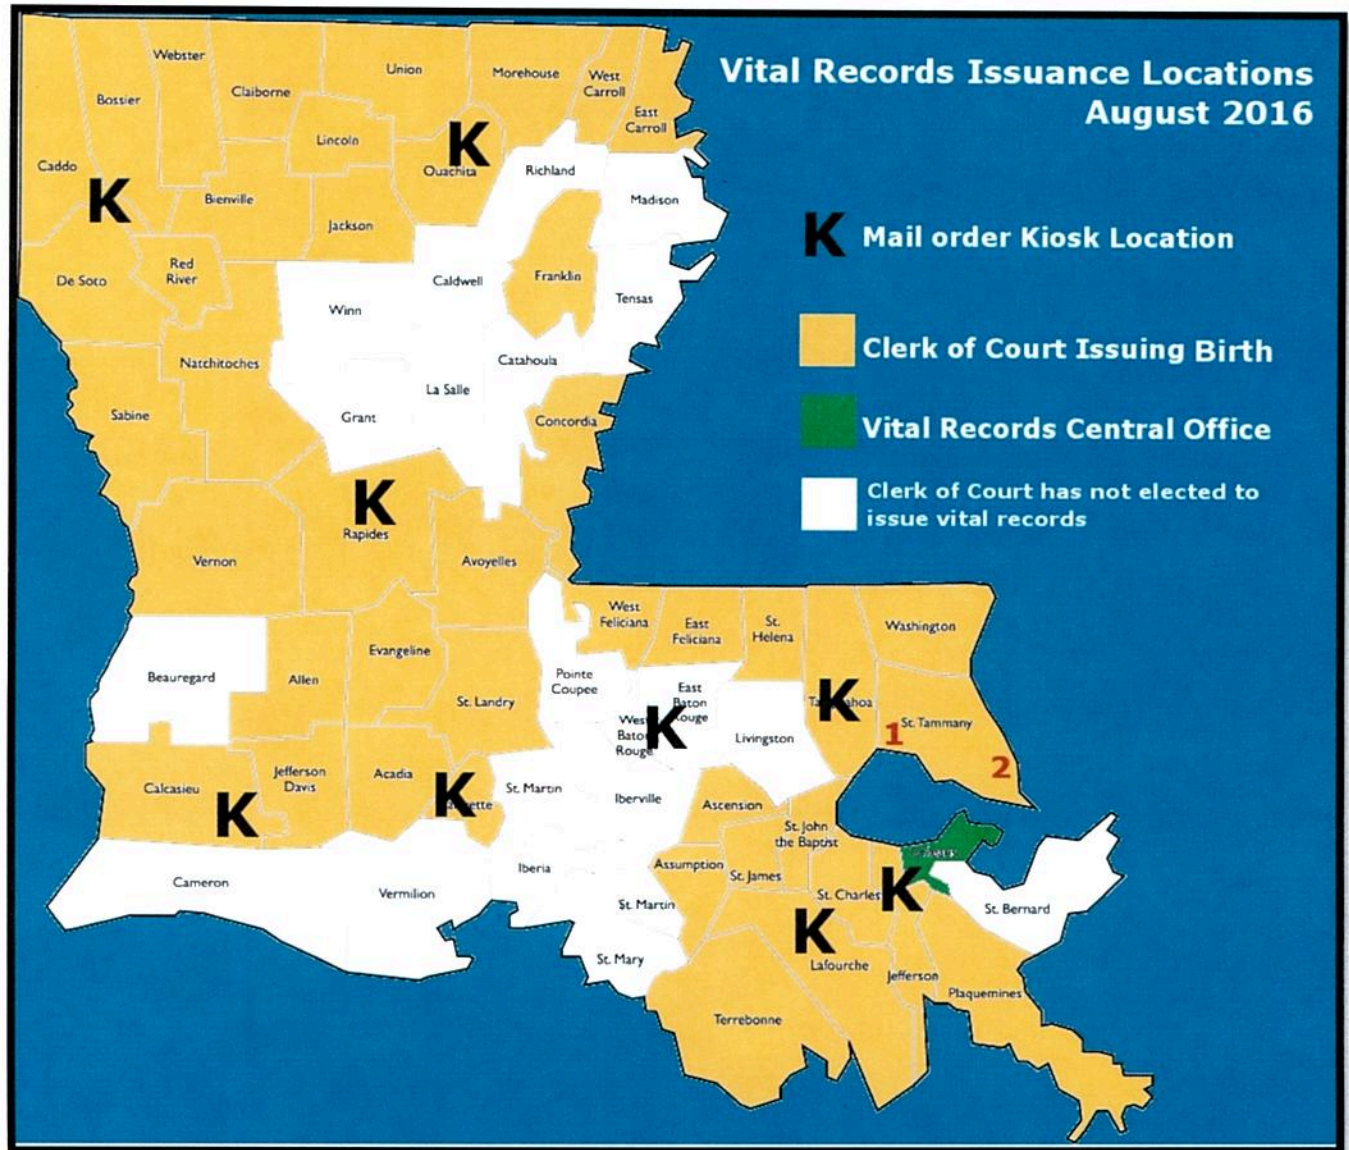 Vital Records Issuance Locations
August 2016
K Mail order Kiosk Location
Clerk of Court Issuing Birth
Vital Records Central Office
Clerk of Court has not elected to
issue vital records
Webster
Union
Morehouse
West
Carroll
Bossier
Claiborne
East
Carroll
Lincoln
K
Caddo
Ouachita
Richland
K
Bienville
Madison
Jackson
Red
River
De Soto
Caldwell
Franklin
Tensas
Winn
Natchitoches
Catahoula
La Salle
Sabine
Grant
Concordia
K
Rapides
Vernon
Avoyelles
West
Feliciana
East
Feliciana
St.
Helena
Washington
Evangeline
Beauregard
Allen
Pointe
Coupee
St. Landry
East
Baton
Rouge
K
K
West
Baton
Rouge
Livingston
1
St. Tammany
2
Acadia
Jefferson
Davis
Calcasieu
K
K
St. Martin
Iberville
Ascension
St. John
the Baptist
Assumption
St. James
Iberia
Cameron
Vermilion
St. Charles
K
St. Martin
St. Bernard
K
St. Mary
Lafourche
Jefferson
Plaquemines
Terrebonne